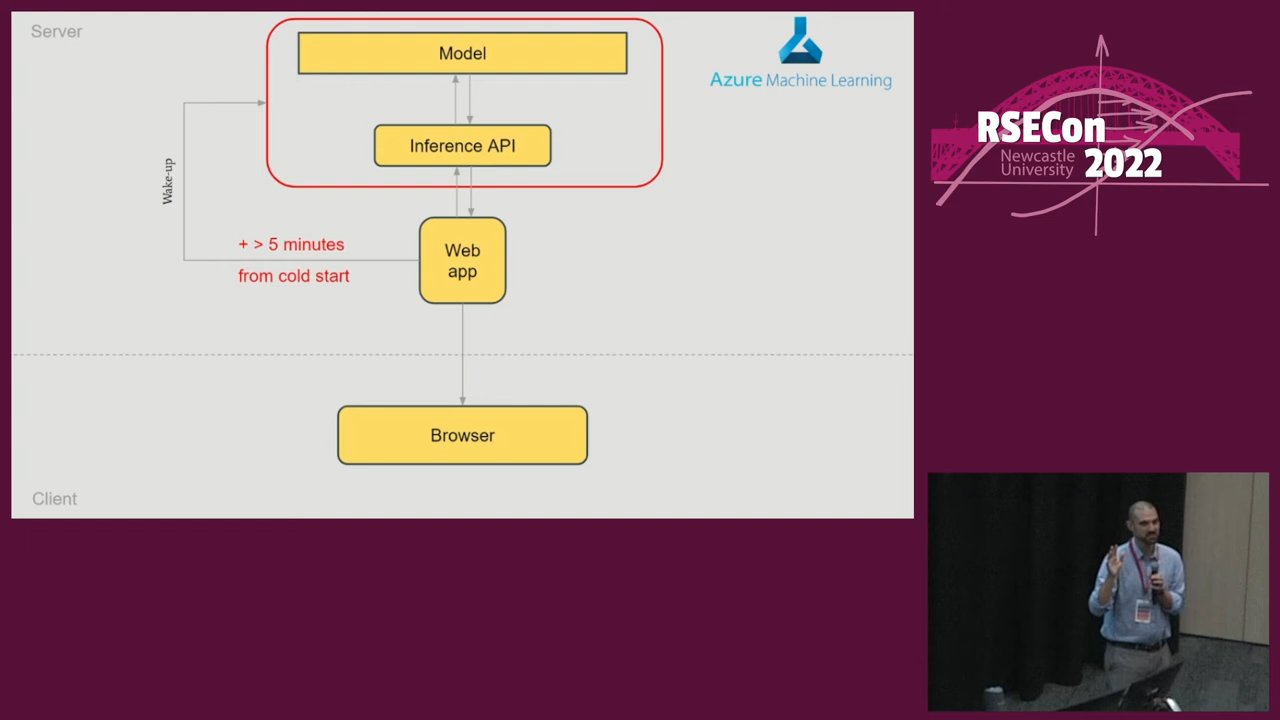 Server
Model
Azure Machine Learning
Inference API
Wake-up
+ > 5 minutes
from cold start
Web
app
Browser
Client
RSECon
Newcastle
University
2022